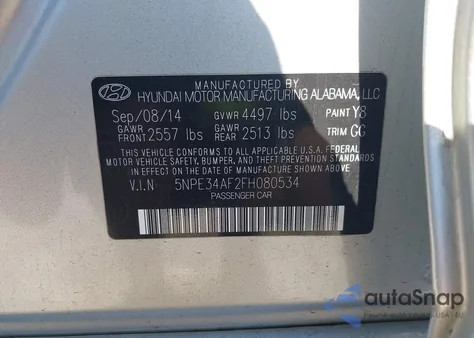 MANUFACTURED BY
HYUNDAI MOTOR MANUFACTURING ALABAMA, LLC
Sep/08/14 GVWR 4497 lbs PAINT Y8
GAWR FRONT 2557 lbs GAWR REAR 2513 lbs TRIM GC
THIS VEHICLE CONFORMS TO ALL APPLICABLE U.S.A. FEDERAL
MOTOR VEHICLE SAFETY, BUMPER, AND THEFT PREVENTION STANDARDS
IN EFFECT ON THE DATE OF MANUFACTURE SHOWN ABOVE.
V.I.N 5NPE34AF2FH080534
PASSENGER CAR
autoSnap